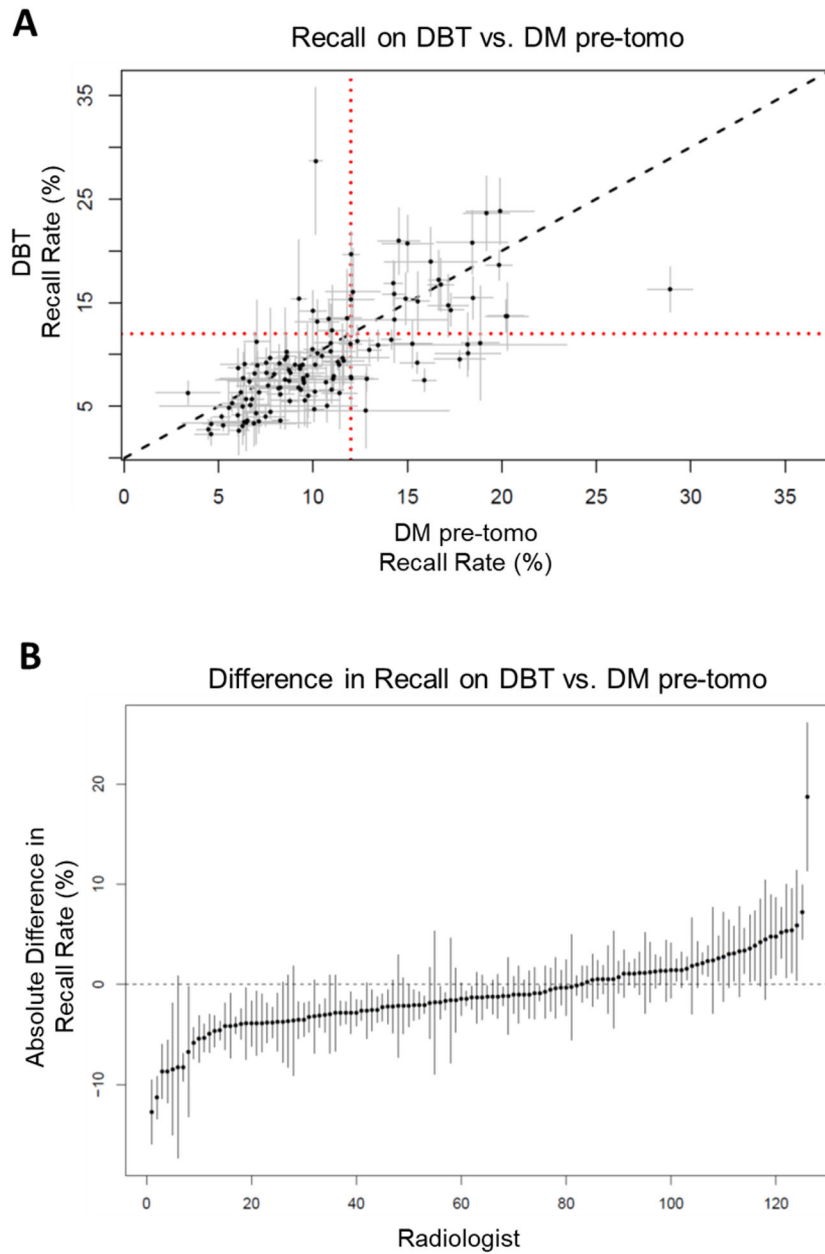 A
Recall on DBT vs. DM pre-tomo
DBT
Recall Rate (%)
35
25
15
5
0 5 10 15 20 25 30 35
DM pre-tomo
Recall Rate (%)
B
Difference in Recall on DBT vs. DM pre-tomo
Absolute Difference in
Recall Rate (%)
20
10
0
−10
0 20 40 60 80 100 120
Radiologist